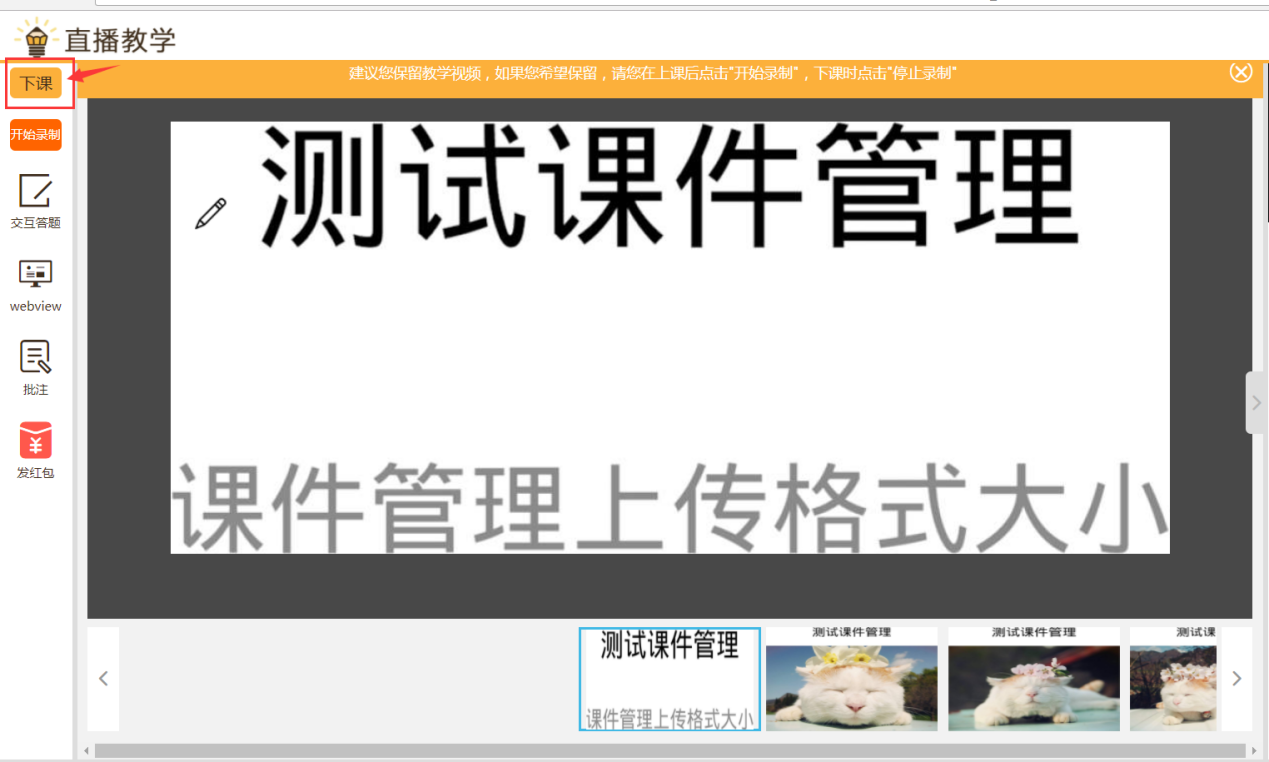 直播教学
下课
建议您保留教学视频，如果您希望保留，请您在上课后点击"开始录制"，下课时点击"停止录制"
开始录制
交互答题
webview
批注
发红包
测试课件管理
课件管理上传格式大小
测试课件管理
课件管理上传格式大小
测试课件管理
测试课件管理
测试课